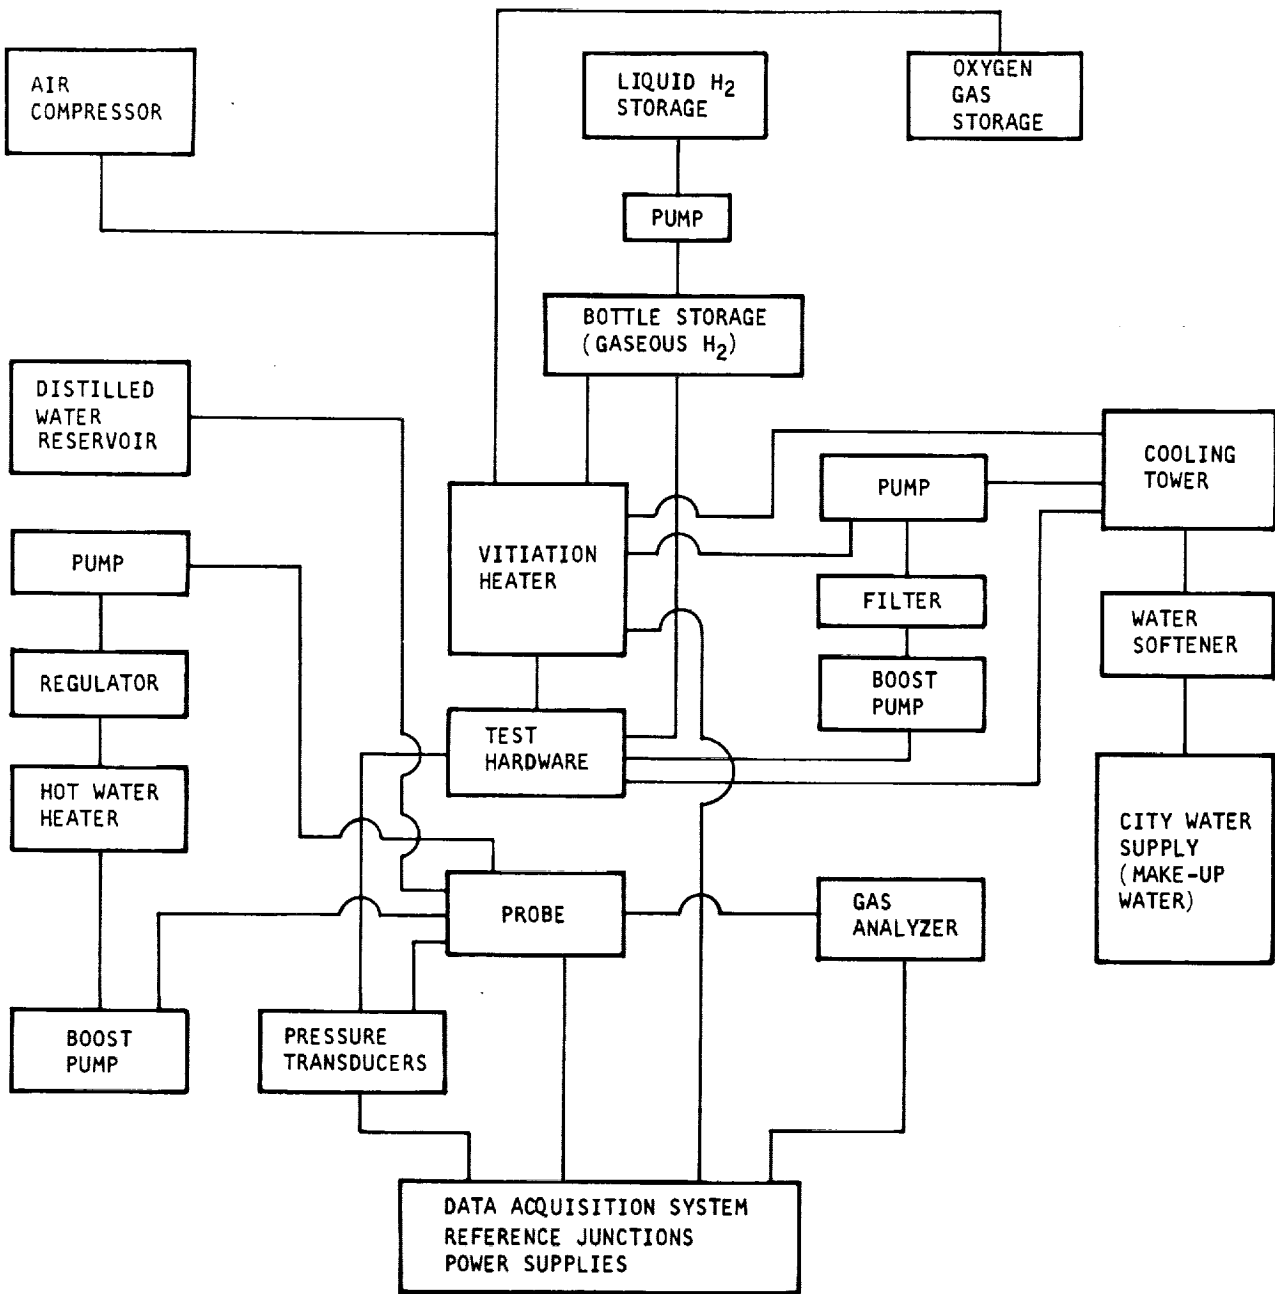 AIR
COMPRESSOR
LIQUID H2
STORAGE
OXYGEN
GAS
STORAGE
PUMP
BOTTLE STORAGE
(GASEOUS H2)
DISTILLED
WATER
RESERVOIR
COOLING
TOWER
PUMP
VITIATION
HEATER
PUMP
FILTER
WATER
SOFTENER
REGULATOR
BOOST
PUMP
TEST
HARDWARE
HOT WATER
HEATER
CITY WATER
SUPPLY
(MAKE-UP
WATER)
PROBE
GAS
ANALYZER
BOOST
PUMP
PRESSURE
TRANSDUCERS
DATA ACQUISITION SYSTEM
REFERENCE JUNCTIONS
POWER SUPPLIES